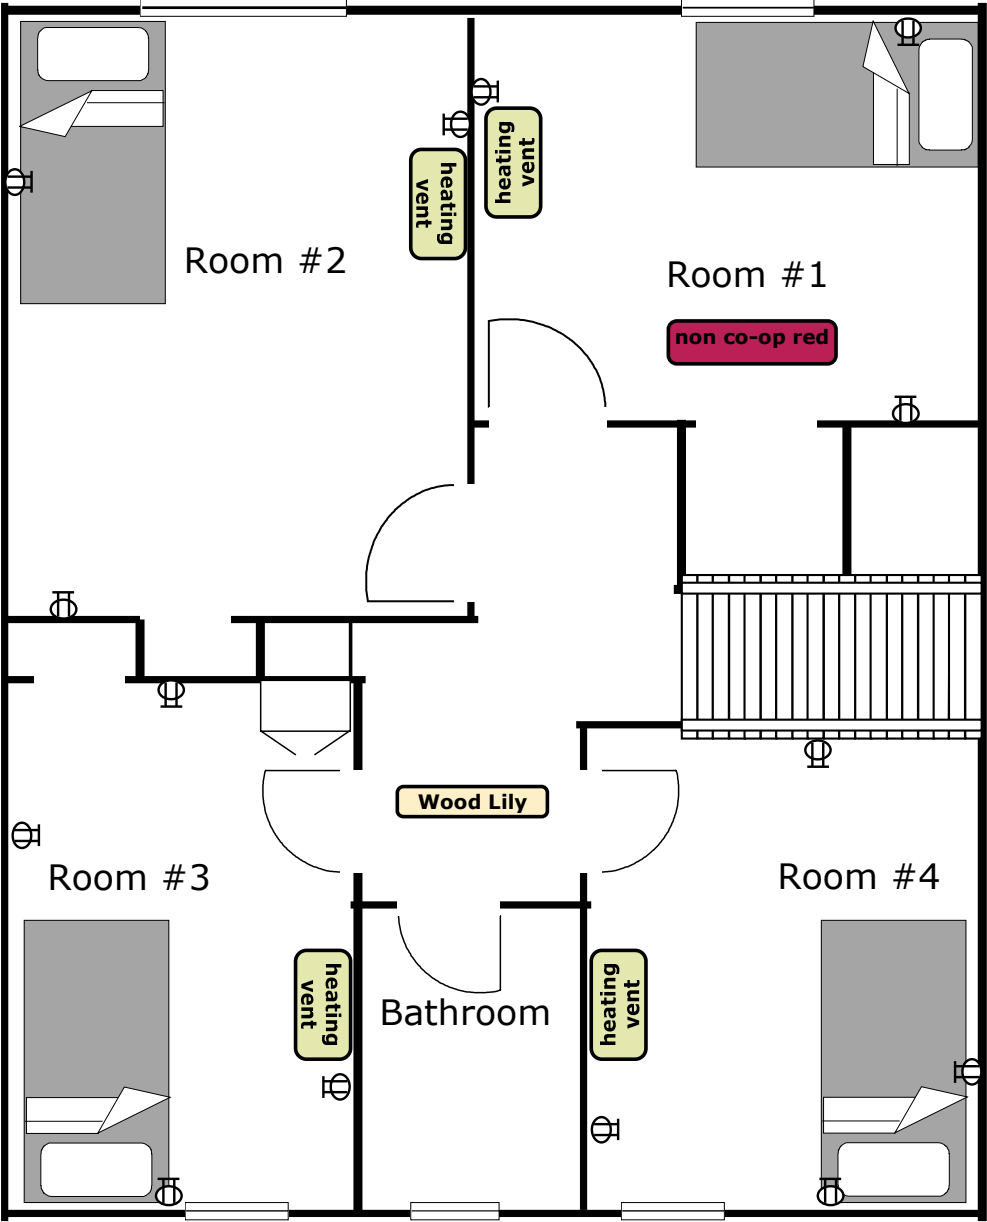 heating
vent
heating
vent
Room #2
Room #1
non co-op red
Wood Lily
Room #3
Room #4
heating
vent
Bathroom
heating
vent